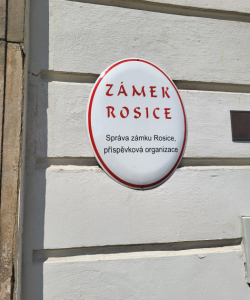 ZÁMEK
ROSICE
Správa zámku Rosice,
příspěvková organizace